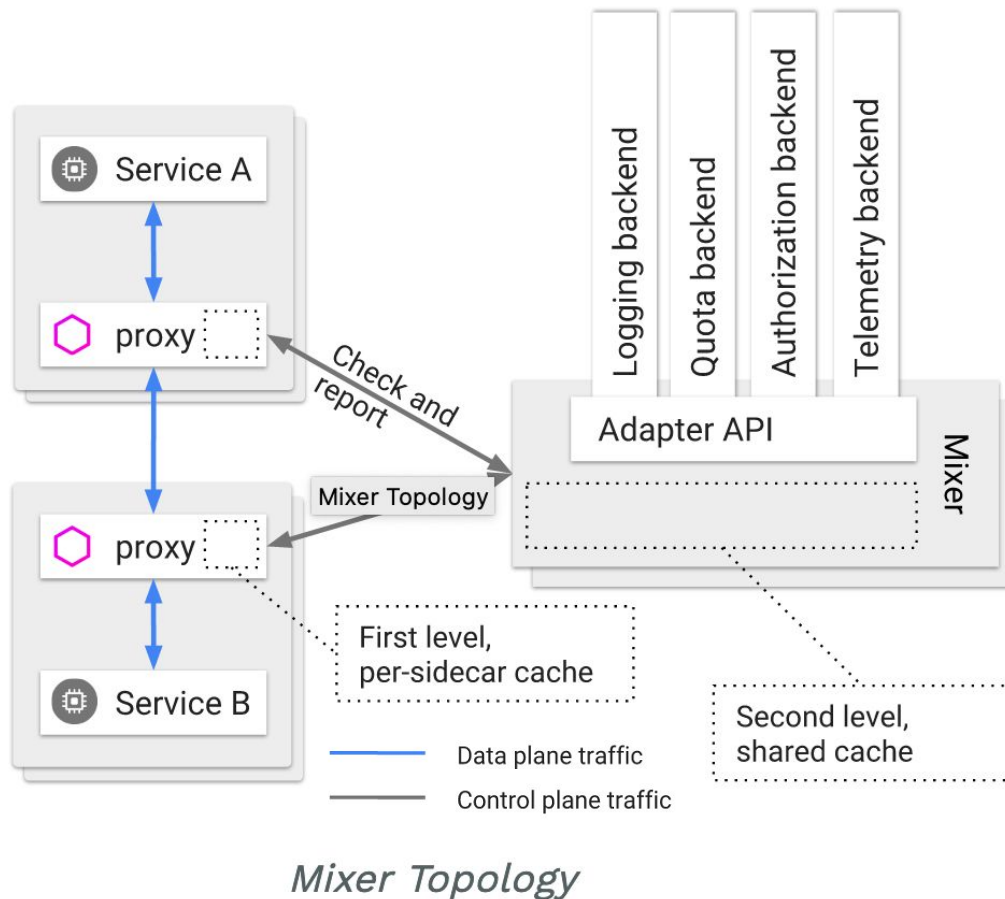 Service A
proxy
Check and
report
Mixer Topology
proxy
Service B
First level,
per-sidecar cache
Logging backend
Quota backend
Authorization backend
Telemetry backend
Adapter API
Mixer
Second level,
shared cache
Data plane traffic
Control plane traffic
Mixer Topology